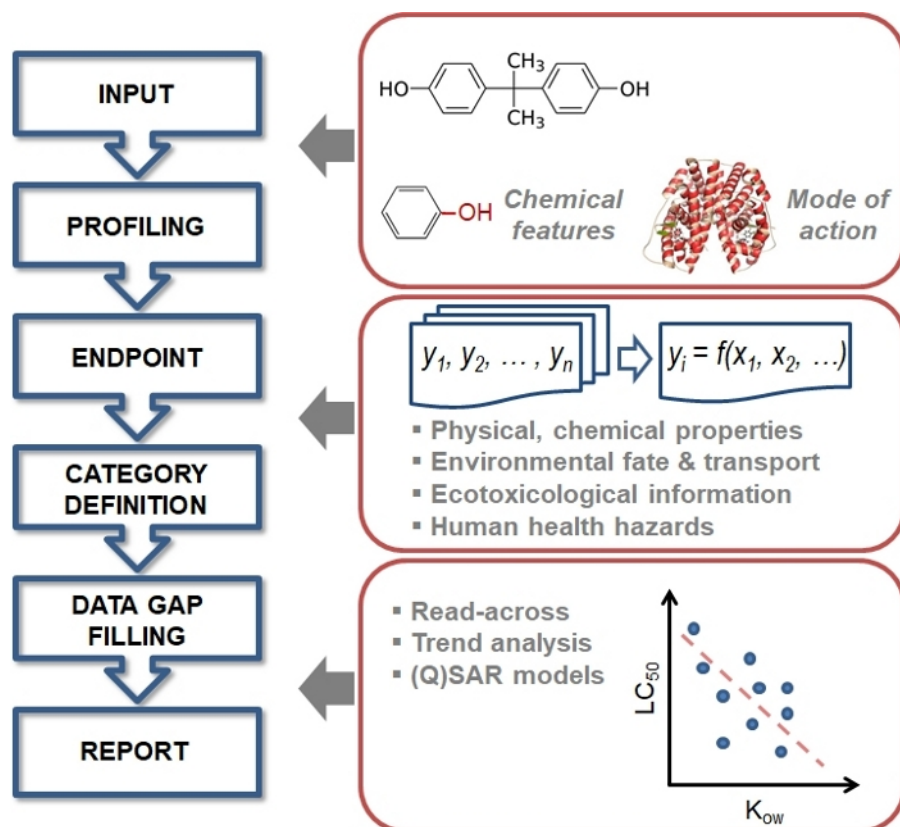 INPUT
PROFILING
ENDPOINT
CATEGORY
DEFINITION
DATA GAP
FILLING
REPORT
CH₃
HO
OH
CH₃
OH
Chemical
features
Mode of
action
y₁, y₂, … , yₙ
yᵢ = f(x₁, x₂, …)
▪ Physical, chemical properties
▪ Environmental fate & transport
▪ Ecotoxicological information
▪ Human health hazards
▪ Read-across
▪ Trend analysis
▪ (Q)SAR models
LC₅₀
K_OW